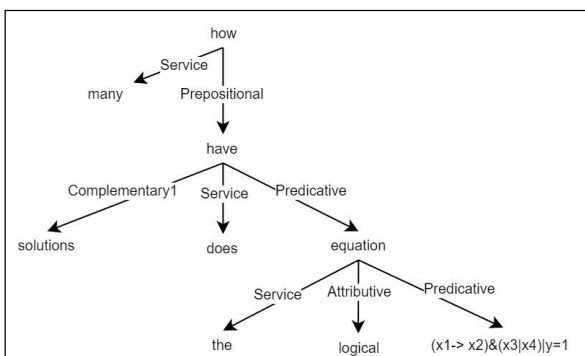 how
Service
many
Prepositional
have
Complementary1
Service
Predicative
solutions
does
equation
Service
Attributive
Predicative
the
logical
(x1-> x2)&(x3|x4)|y=1